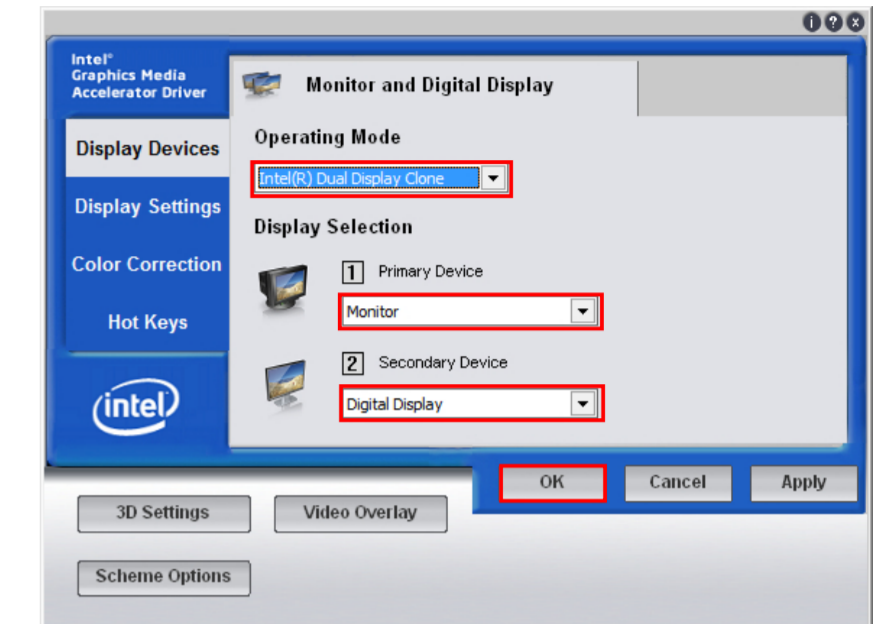 Intel®
Graphics Media
Accelerator Driver
Monitor and Digital Display
Display Devices
Display Settings
Color Correction
Hot Keys
intel
Operating Mode
Intel(R) Dual Display Clone
Display Selection
1 Primary Device
Monitor
2 Secondary Device
Digital Display
OK Cancel Apply
3D Settings Video Overlay
Scheme Options